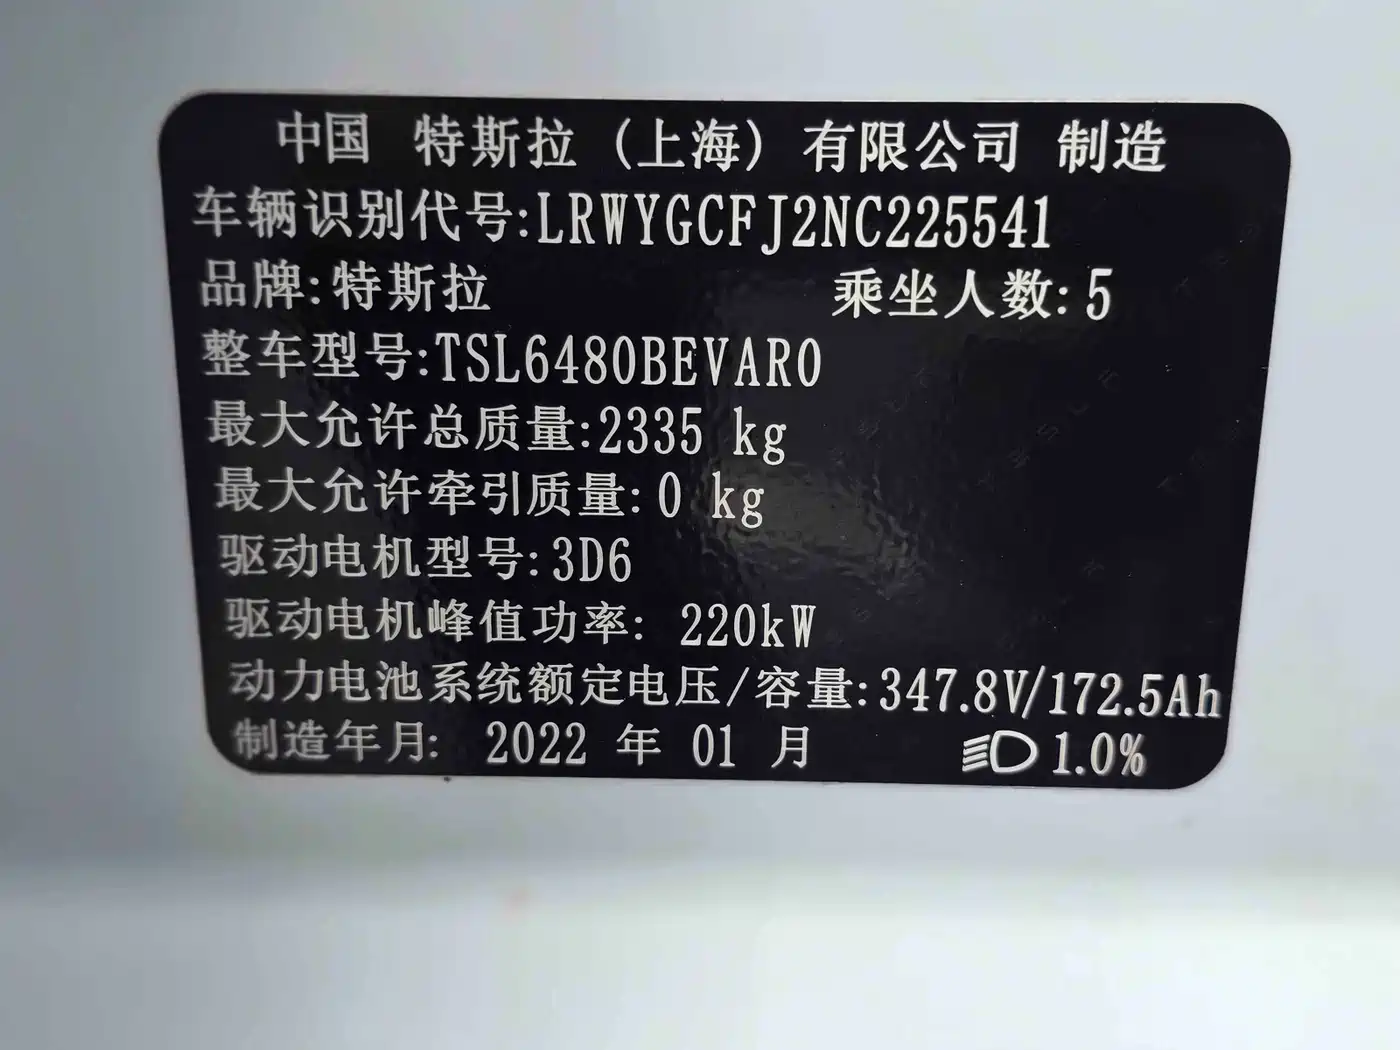 中国 特斯拉（上海）有限公司 制造
车辆识别代号:LRWYGCFJ2NC225541
品牌:特斯拉 乘坐人数:5
整车型号:TSL6480BEVAR0
最大允许总质量:2335 kg
最大允许牵引质量:0 kg
驱动电机型号:3D6
驱动电机峰值功率: 220kW
动力电池系统额定电压/容量:347.8V/172.5Ah
制造年月: 2022 年 01 月 1.0%